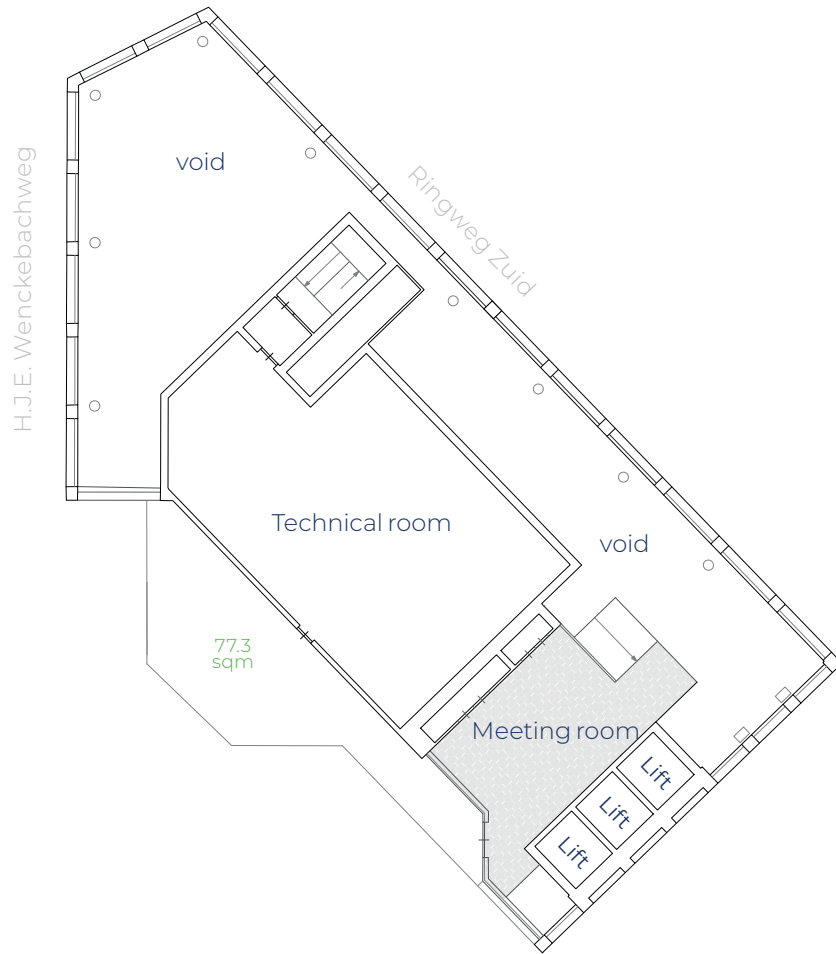 void
H.J.E. Wenckebachweg
Ringweg Zuid
Technical room
void
77.3
sqm
Meeting room
Lift
Lift
Lift